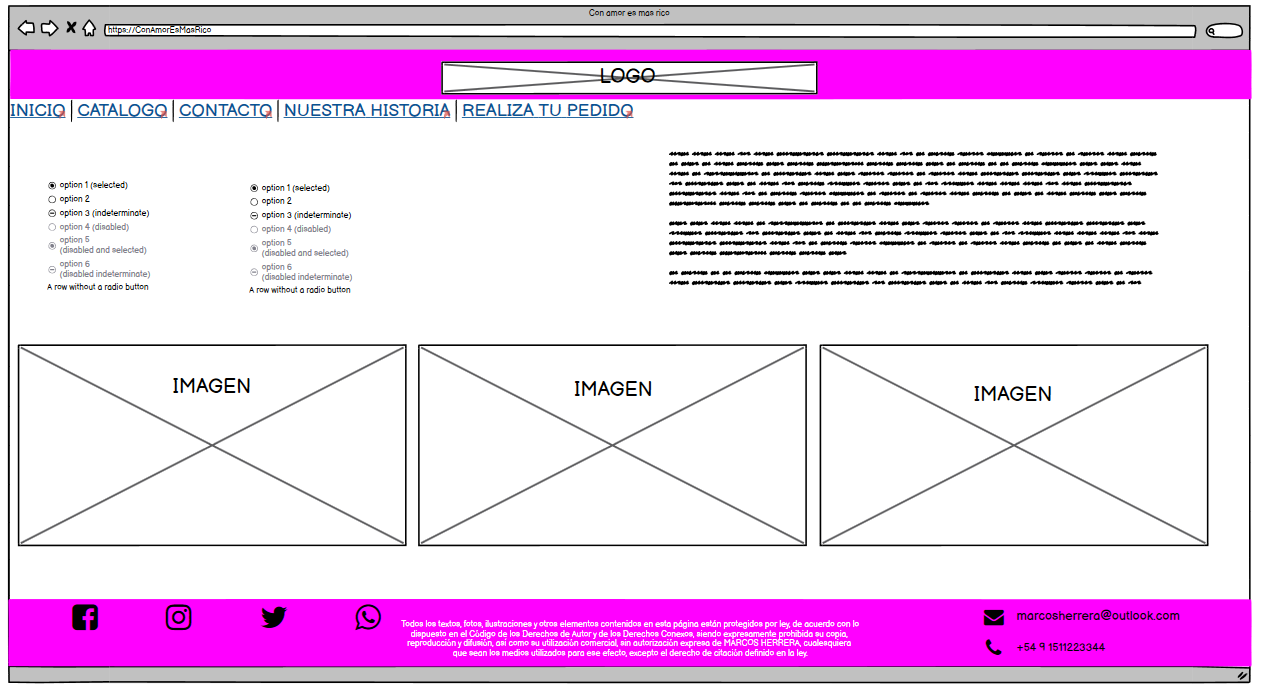 Con amor es mas rico
https://ConAmorEsMasRico
LOGO
INICIO | CATALOGO | CONTACTO | NUESTRA HISTORIA | REALIZA TU PEDIDO
option 1 (selected)
option 2
option 3 (indeterminate)
option 4 (disabled)
option 5
(disabled and selected)
option 6
(disabled indeterminate)
A row without a radio button
option 1 (selected)
option 2
option 3 (indeterminate)
option 4 (disabled)
option 5
(disabled and selected)
option 6
(disabled indeterminate)
A row without a radio button
IMAGEN
IMAGEN
IMAGEN
Todos los textos, fotos, ilustraciones y otros elementos contenidos en esta página están protegidos por ley, de acuerdo con lo
dispuesto en el Código de los Derechos de Autor y de los Derechos Conexos, siendo expresamente prohibida su copia,
reproducción y difusión, así como su utilización comercial, sin autorización expresa de MARCOS HERRERA, cualesquiera
que sean los medios utilizados para ese efecto, excepto el derecho de citación definido en la ley.
marcosherrera@outlook.com
+54 9 1511223344